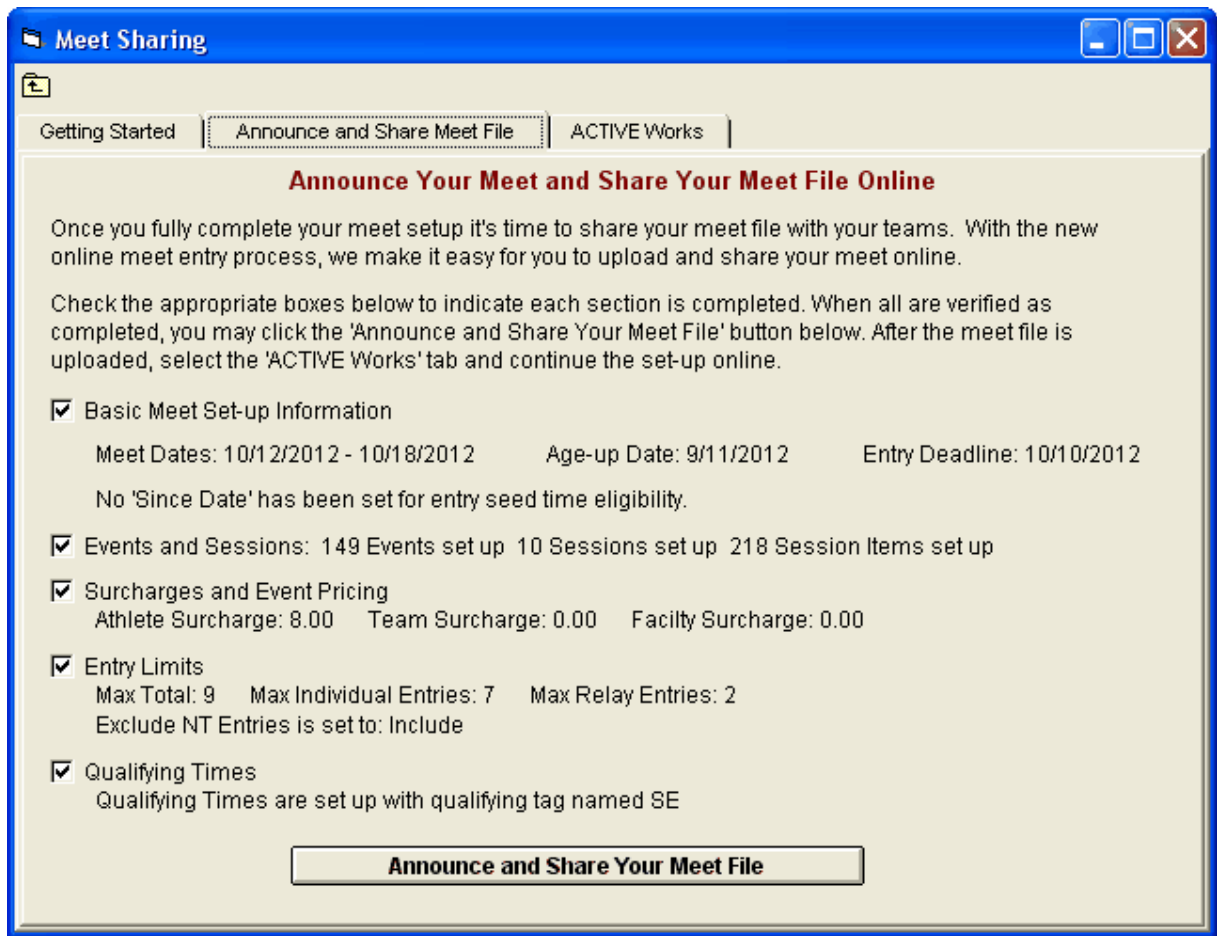 Meet Sharing
Getting Started
Announce and Share Meet File
ACTIVE Works
Announce Your Meet and Share Your Meet File Online
Once you fully complete your meet setup it's time to share your meet file with your teams.  With the new
online meet entry process, we make it easy for you to upload and share your meet online.
Check the appropriate boxes below to indicate each section is completed. When all are verified as
completed, you may click the 'Announce and Share Your Meet File' button below. After the meet file is
uploaded, select the 'ACTIVE Works' tab and continue the set-up online.
Basic Meet Set-up Information
Meet Dates: 10/12/2012 - 10/18/2012 Age-up Date: 9/11/2012 Entry Deadline: 10/10/2012
No 'Since Date' has been set for entry seed time eligibility.
Events and Sessions:  149 Events set up  10 Sessions set up  218 Session Items set up
Surcharges and Event Pricing
Athlete Surcharge: 8.00 Team Surcharge: 0.00 Facilty Surcharge: 0.00
Entry Limits
Max Total: 9 Max Individual Entries: 7 Max Relay Entries: 2
Exclude NT Entries is set to: Include
Qualifying Times
Qualifying Times are set up with qualifying tag named SE
Announce and Share Your Meet File